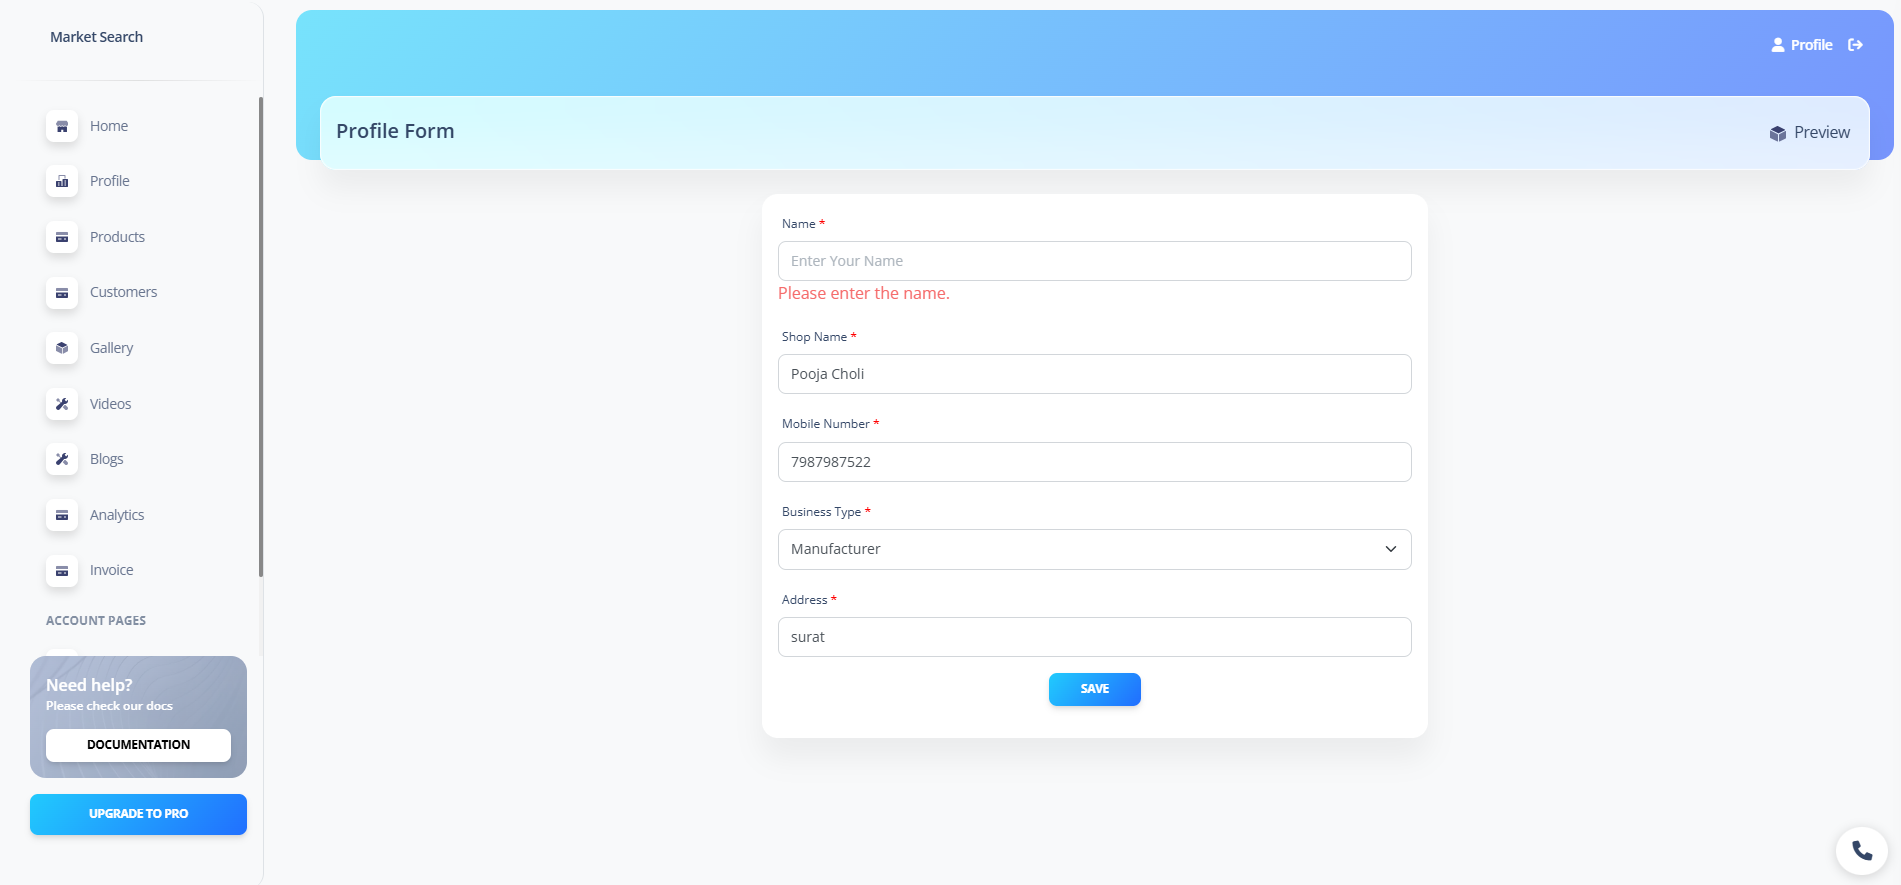 Market Search
Home
Profile
Products
Customers
Gallery
Videos
Blogs
Analytics
Invoice
ACCOUNT PAGES
Need help?
Please check our docs
DOCUMENTATION
UPGRADE TO PRO
Profile
Profile Form
Preview
Name *
Enter Your Name
Please enter the name.
Shop Name *
Pooja Choli
Mobile Number *
7987987522
Business Type *
Manufacturer
Address *
surat
SAVE